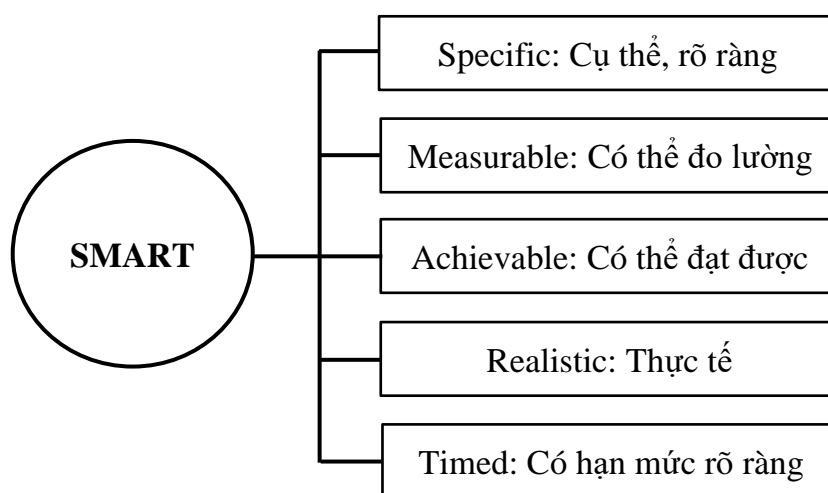 Specific: Cụ thể, rõ ràng
Measurable: Có thể đo lường
SMART
Achievable: Có thể đạt được
Realistic: Thực tế
Timed: Có hạn mức rõ ràng